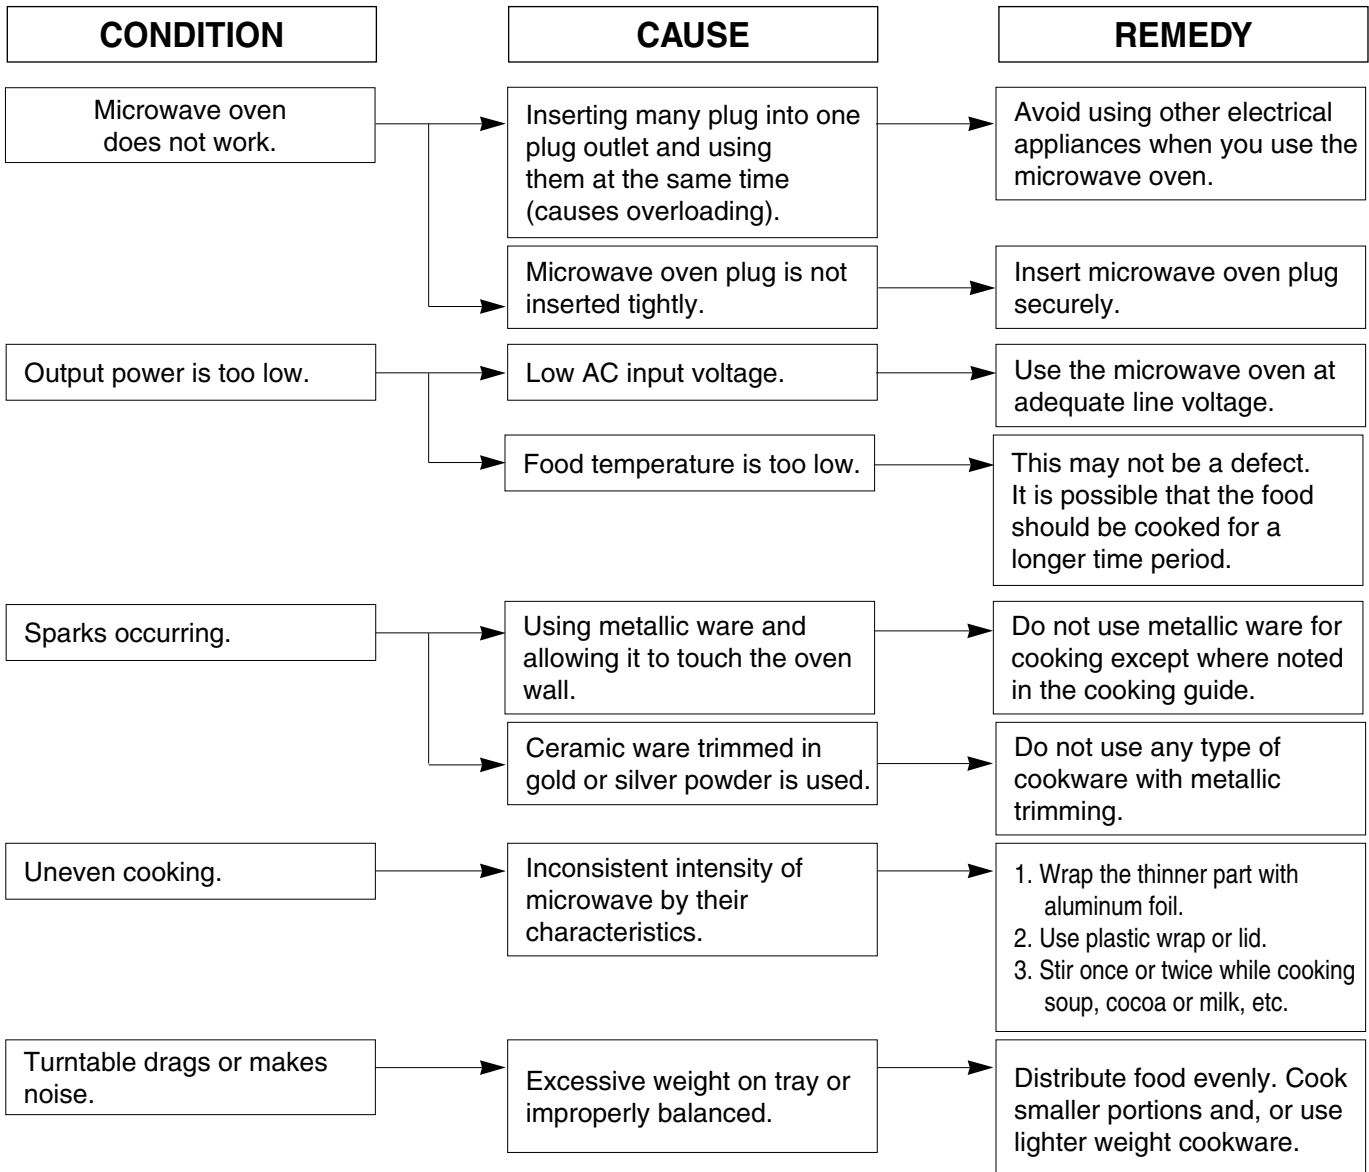 CONDITION
CAUSE
REMEDY
Microwave oven
does not work.
Inserting many plug into one
plug outlet and using
them at the same time
(causes overloading).
Avoid using other electrical
appliances when you use the
microwave oven.
Microwave oven plug is not
inserted tightly.
Insert microwave oven plug
securely.
Output power is too low.
Low AC input voltage.
Use the microwave oven at
adequate line voltage.
Food temperature is too low.
This may not be a defect.
It is possible that the food
should be cooked for a
longer time period.
Sparks occurring.
Using metallic ware and
allowing it to touch the oven
wall.
Do not use metallic ware for
cooking except where noted
in the cooking guide.
Ceramic ware trimmed in
gold or silver powder is used.
Do not use any type of
cookware with metallic
trimming.
Uneven cooking.
Inconsistent intensity of
microwave by their
characteristics.
1. Wrap the thinner part with
aluminum foil.
2. Use plastic wrap or lid.
3. Stir once or twice while cooking
soup, cocoa or milk, etc.
Turntable drags or makes
noise.
Excessive weight on tray or
improperly balanced.
Distribute food evenly. Cook
smaller portions and, or use
lighter weight cookware.